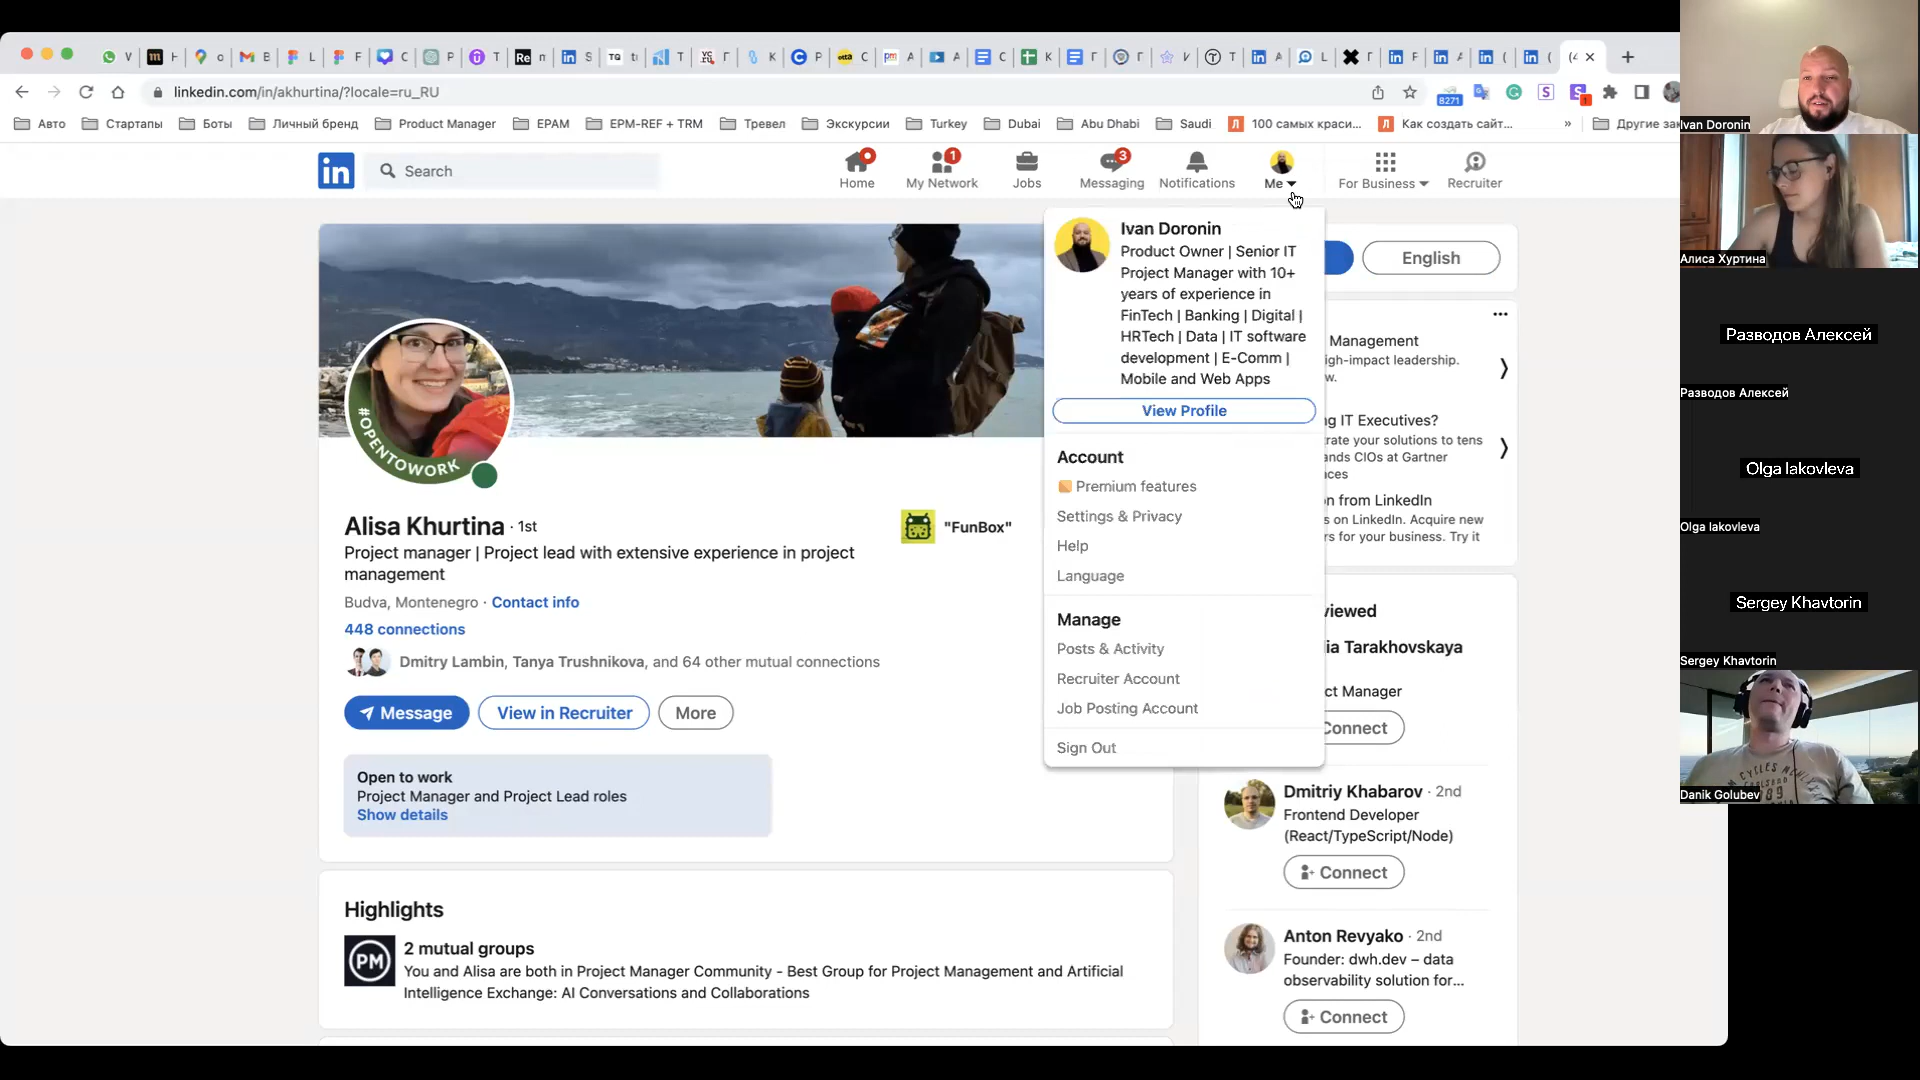 linkedin.com/in/akhurtina/?locale=ru_RU
8271
1
Авто
Стартапы
Боты
Личный бренд
Product Manager
EPAM
EPM-REF + TRM
Тревел
Экскурсии
Turkey
Dubai
Abu Dhabi
Saudi
100 самых краси...
Как создать сайт...
»
Другие зак
in
Search
Home
1
My Network
Jobs
3
Messaging
Notifications
Me
For Business
Recruiter
Ivan Doronin
Product Owner | Senior IT
Project Manager with 10+
years of experience in
FinTech | Banking | Digital |
HRTech | Data | IT software
development | E-Comm |
Mobile and Web Apps
View Profile
Account
Premium features
Settings & Privacy
Help
Language
Manage
Posts & Activity
Recruiter Account
Job Posting Account
Sign Out
#OPENTOWORK
Alisa Khurtina · 1st
"FunBox"
Project manager | Project lead with extensive experience in project
management
Budva, Montenegro · Contact info
448 connections
Dmitry Lambin, Tanya Trushnikova, and 64 other mutual connections
Message
View in Recruiter
More
Open to work
Project Manager and Project Lead roles
Show details
Highlights
PM
2 mutual groups
You and Alisa are both in Project Manager Community - Best Group for Project Management and Artificial
Intelligence Exchange: AI Conversations and Collaborations
English
Management
igh-impact leadership.
w.
ng IT Executives?
trate your solutions to tens
ands CIOs at Gartner
nces
n from LinkedIn
s on LinkedIn. Acquire new
rs for your business. Try it
viewed
ia Tarakhovskaya
ct Manager
Connect
Dmitriy Khabarov · 2nd
Frontend Developer
(React/TypeScript/Node)
Connect
Anton Revyako · 2nd
Founder: dwh.dev – data
observability solution for...
Connect
Ivan Doronin
Алиса Хуртина
Разводов Алексей
Разводов Алексей
Olga Iakovleva
Olga Iakovleva
Sergey Khavtorin
Sergey Khavtorin
Danik Golubev